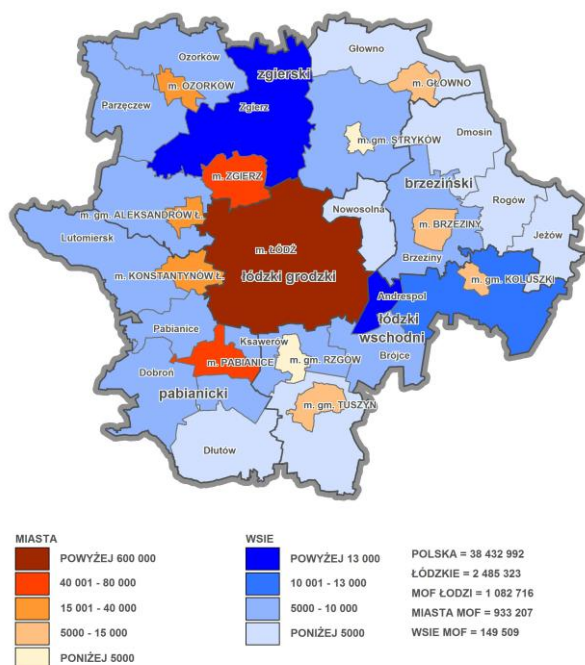 Ozorków
zgierski
Głowno
m. OZORKÓW
m. GŁOWNO
Parzęczew
Zgierz
Dmosin
m. gm. STRYKÓW
m. ZGIERZ
brzeziński
Rogów
m. gm. ALEKSANDRÓW Ł.
Nowosolna
m. BRZEZINY
Jeżów
Lutomiersk
m. ŁÓDŹ
Brzeziny
m. KONSTANTYNÓW Ł.
łódzki grodzki
m. gm. KOLUSZKI
Andrespol
łódzki
wschodni
Pabianice
Ksawerów
Brójce
m. PABIANICE
m. gm. RZGÓW
Dobroń
pabianicki
m. gm. TUSZYN
Dłutów
MIASTA
POWYŻEJ 600 000
40 001 - 80 000
15 001 - 40 000
5000 - 15 000
PONIŻEJ 5000
WSIE
POWYŻEJ 13 000
10 001 - 13 000
5000 - 10 000
PONIŻEJ 5000
POLSKA = 38 432 992
ŁÓDZKIE = 2 485 323
MOF ŁODZI = 1 082 716
MIASTA MOF = 933 207
WSIE MOF = 149 509